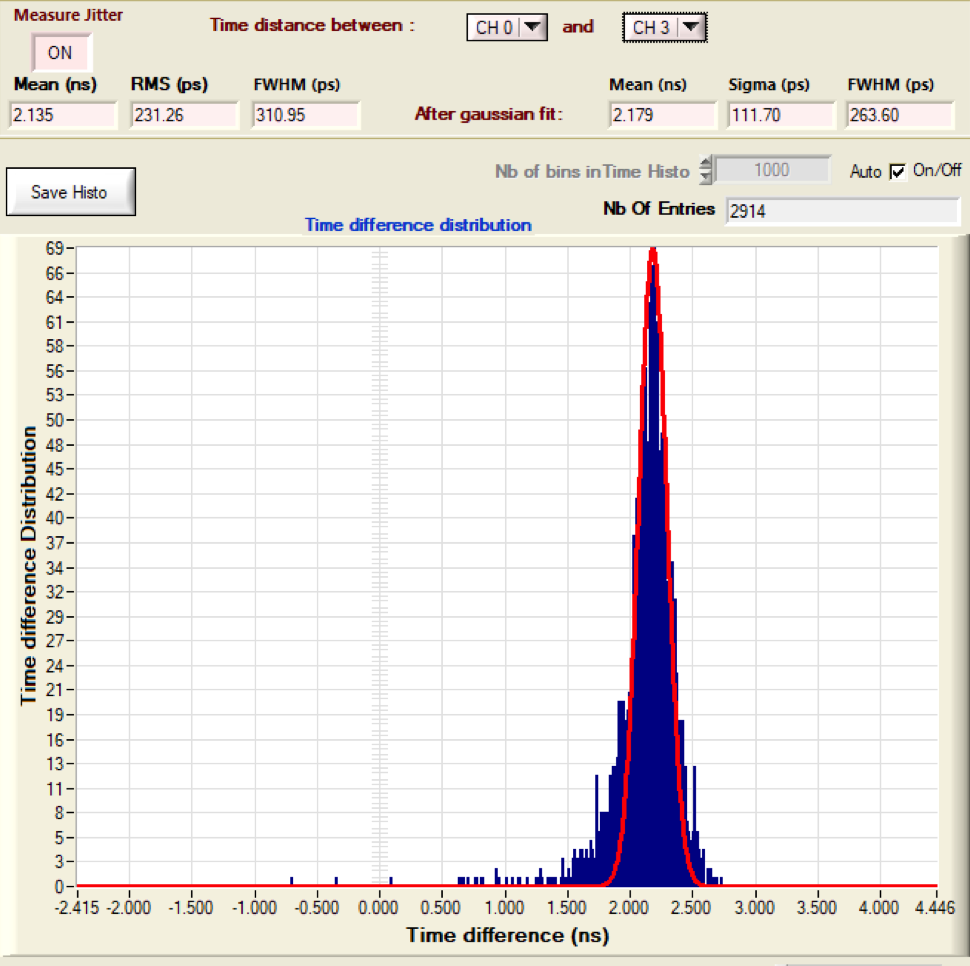 Measure Jitter
Time distance between : CH 0 and CH 3
ON
Mean (ns) RMS (ps) FWHM (ps) Mean (ns) Sigma (ps) FWHM (ps)
2.135 231.26 310.95 After gaussian fit: 2.179 111.70 263.60
Nb of bins in Time Histo 1000 Auto On/Off
Save Histo
Nb Of Entries 2914
Time difference distribution
69
66
64
61
58
56
53
50
48
45
42
40
37
34
32
29
27
24
21
19
16
13
11
8
5
3
0
Time difference Distribution
-2.415 -2.000 -1.500 -1.000 -0.500 0.000 0.500 1.000 1.500 2.000 2.500 3.000 3.500 4.000 4.446
Time difference (ns)